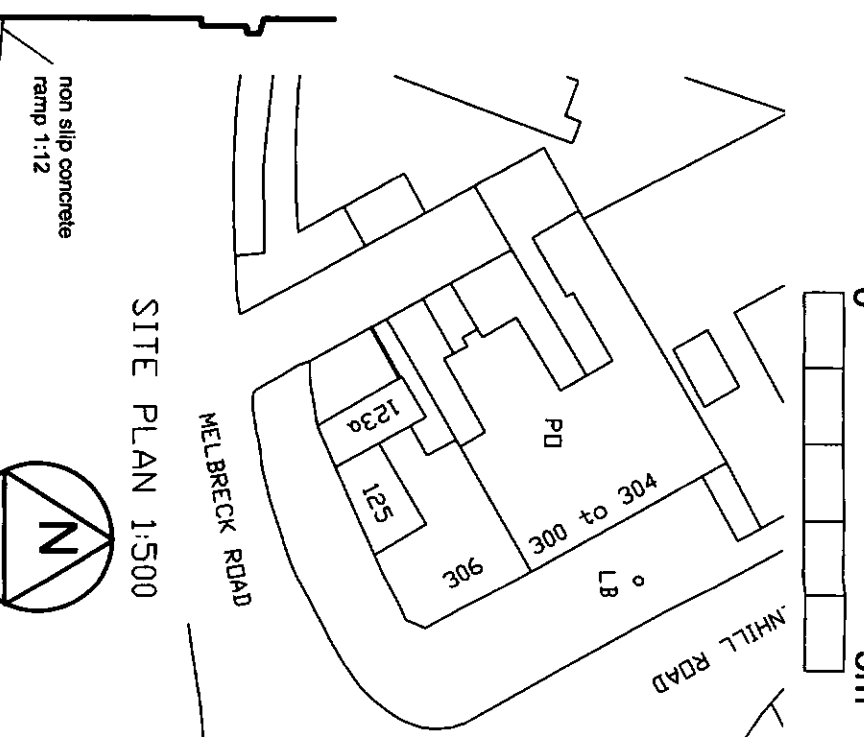 non slip concrete
ramp 1:12
SITE PLAN 1:500
N
MELBRECK ROAD
123a
125
306
300 to 304
PO
LB
NHILL ROAD